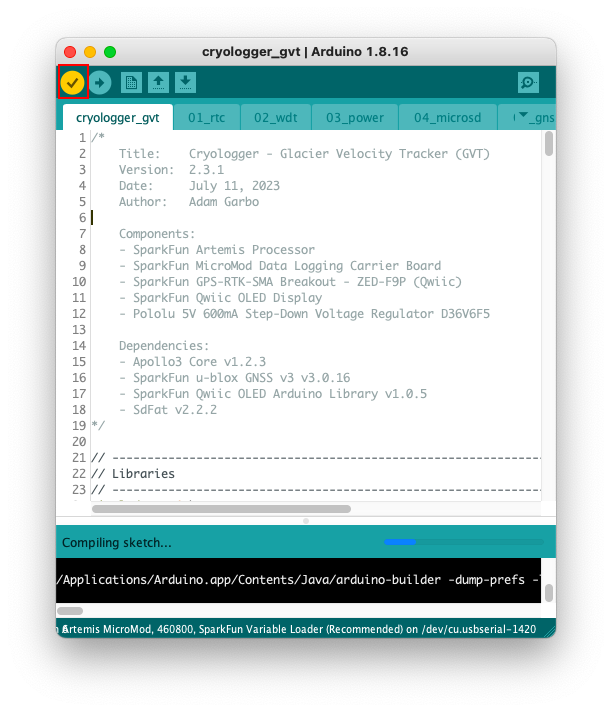 cryologger_gvt | Arduino 1.8.16
cryologger_gvt 01_rtc 02_wdt 03_power 04_microsd _gns
1 /*
2 Title: Cryologger - Glacier Velocity Tracker (GVT)
3 Version: 2.3.1
4 Date: July 11, 2023
5 Author: Adam Garbo
6
7 Components:
8 - SparkFun Artemis Processor
9 - SparkFun MicroMod Data Logging Carrier Board
10 - SparkFun GPS-RTK-SMA Breakout - ZED-F9P (Qwiic)
11 - SparkFun Qwiic OLED Display
12 - Pololu 5V 600mA Step-Down Voltage Regulator D36V6F5
13
14 Dependencies:
15 - Apollo3 Core v1.2.3
16 - SparkFun u-blox GNSS v3 v3.0.16
17 - SparkFun Qwiic OLED Arduino Library v1.0.5
18 - SdFat v2.2.2
19 */
20
21 // ----------------------------------------------------------------
22 // Libraries
23 // ----------------------------------------------------------------
Compiling sketch...
/Applications/Arduino.app/Contents/Java/arduino-builder -dump-prefs -
Artemis MicroMod, 460800, SparkFun Variable Loader (Recommended) on /dev/cu.usbserial-1420